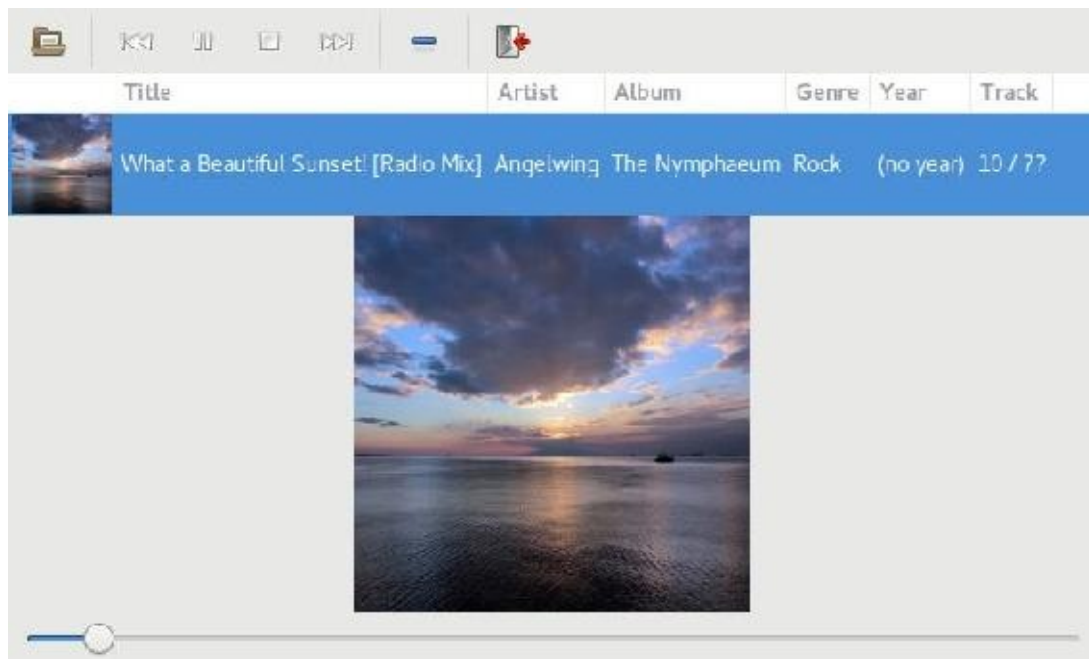 Title Artist Album Genre Year Track
What a Beautiful Sunset! [Radio Mix] Angelwing The Nymphaeum Rock (no year) 10 / ??